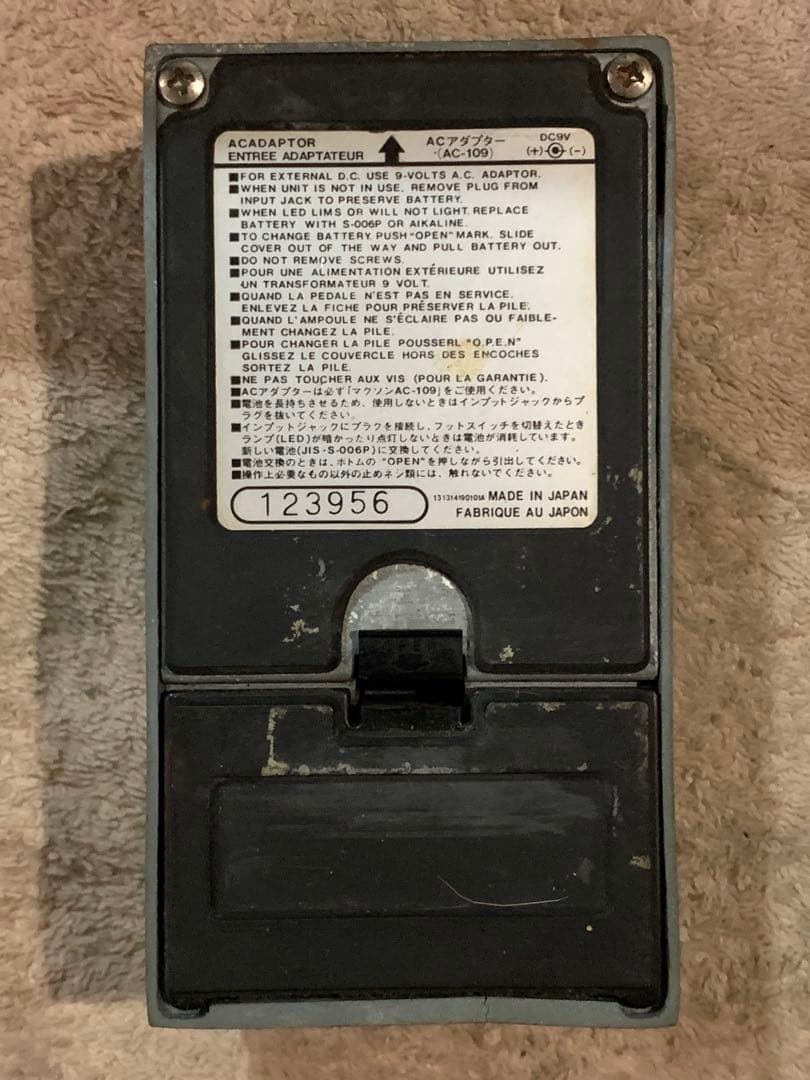 ACADAPTOR
ENTREE ADAPTATEUR
ACアダプター
(AC-109)
DC9V
(+) (-)
■FOR EXTERNAL D.C. USE 9-VOLTS A.C. ADAPTOR.
■WHEN UNIT IS NOT IN USE, REMOVE PLUG FROM
INPUT JACK TO PRESERVE BATTERY.
■WHEN LED LIMS OR WILL NOT LIGHT. REPLACE
BATTERY WITH S-006P OR AIKALINE.
■TO CHANGE BATTERY, PUSH "OPEN" MARK, SLIDE
COVER OUT OF THE WAY AND PULL BATTERY OUT.
■DO NOT REMOVE SCREWS.
■POUR UNE ALIMENTATION EXTÉRIEURE UTILISEZ
UN TRANSFORMATEUR 9 VOLT.
■QUAND LA PEDALE N'EST PAS EN SERVICE,
ENLEVEZ LA FICHE POUR PRÉSERVER LA PILE.
■QUAND L'AMPOULE NE S'ÉCLAIRE PAS OU FAIBLE-
MENT CHANGEZ LA PILE.
■POUR CHANGER LA PILE POUSSERL "O.P.E.N"
GLISSEZ LE COUVERCLE HORS DES ENCOCHES
SORTEZ LA PILE.
■NE PAS TOUCHER AUX VIS (POUR LA GARANTIE).
■ACアダプターは必ず「マクソンAC-109」をご使用ください。
■電池を長持ちさせるため、使用しないときはインプットジャックからプ
ラグを抜いてください。
■インプットジャックにプラクを接続し、フットスイッチを切替えたとき
ランプ(LED)が暗かったり点灯しないときは電池が消耗しています。
新しい電池(JIS·S-006P)に交換してください。
■電池交換のときは、ホトムの "OPEN"を押しながら引出してください。
■操作上必要なもの以外の止めネジ類には、触れないでください。
123956
131314190101A MADE IN JAPAN
FABRIQUE AU JAPON